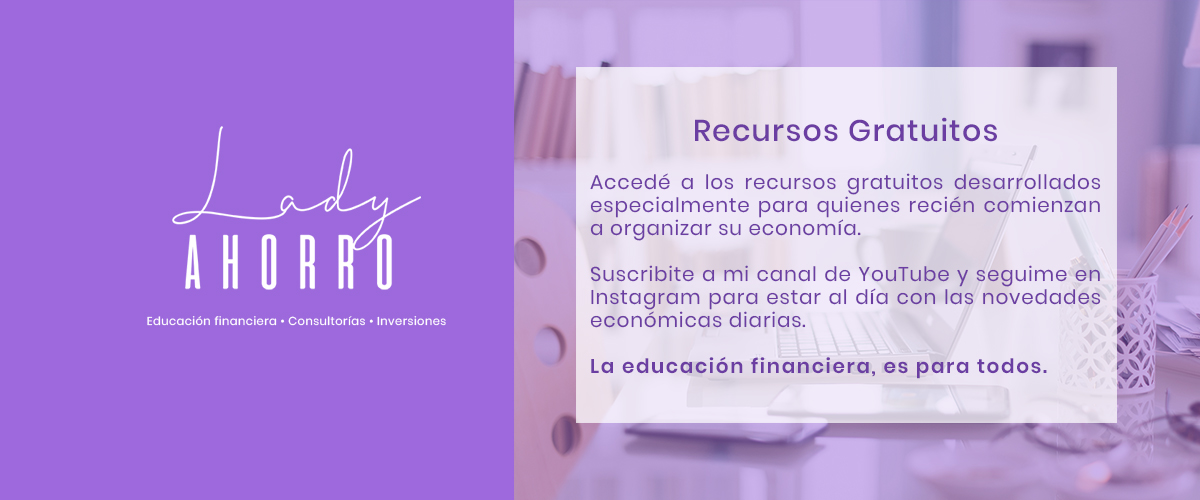 Lady
AHORRO
Educación financiera • Consultorías • Inversiones
Recursos Gratuitos
Accedé a los recursos gratuitos desarrollados
especialmente para quienes recién comienzan
a organizar su economía.
Suscribite a mi canal de YouTube y seguime en
Instagram para estar al día con las novedades
económicas diarias.
La educación financiera, es para todos.